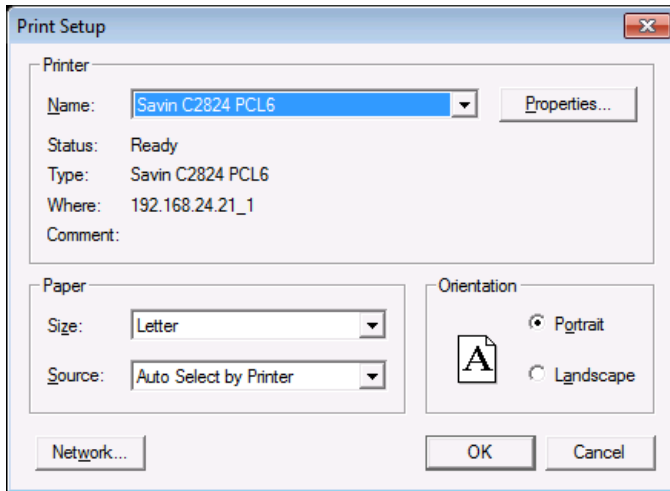 Print Setup
Printer
Name: Savin C2824 PCL6 Properties...
Status: Ready
Type: Savin C2824 PCL6
Where: 192.168.24.21_1
Comment:
Paper
Size: Letter
Source: Auto Select by Printer
Orientation
A
Portrait
Landscape
Network... OK Cancel